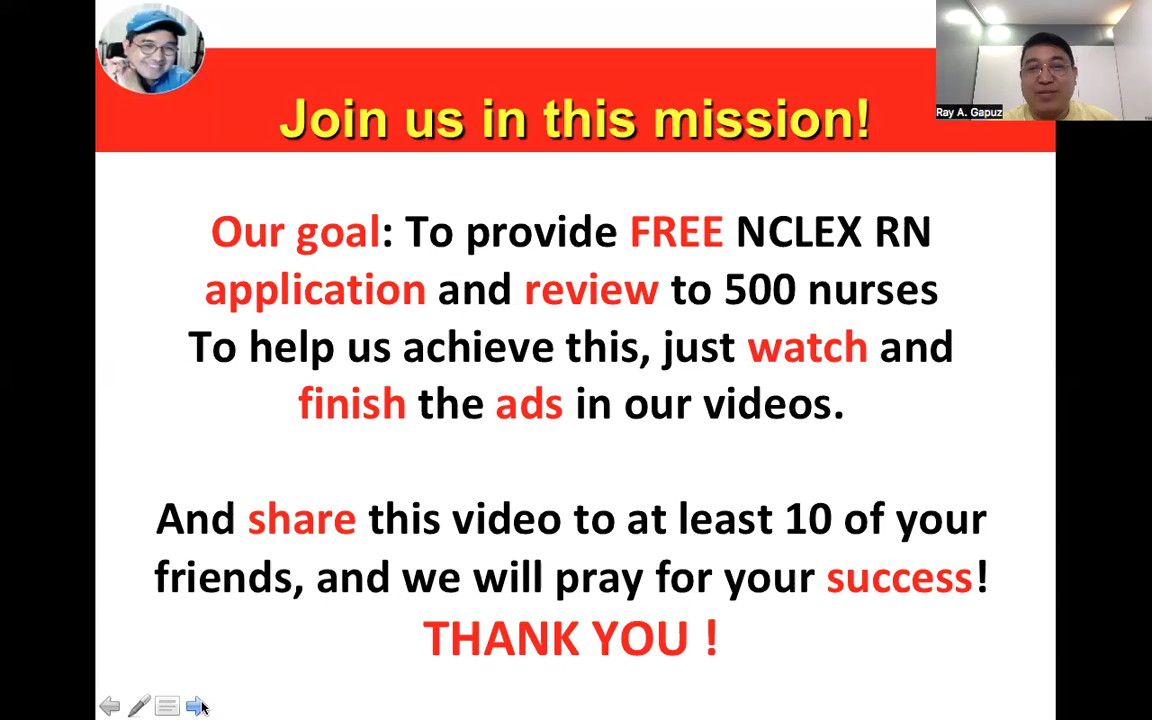 Join us in this mission!
Ray A. Gapuz
Our goal: To provide FREE NCLEX RN
application and review to 500 nurses
To help us achieve this, just watch and
finish the ads in our videos.
And share this video to at least 10 of your
friends, and we will pray for your success!
THANK YOU !